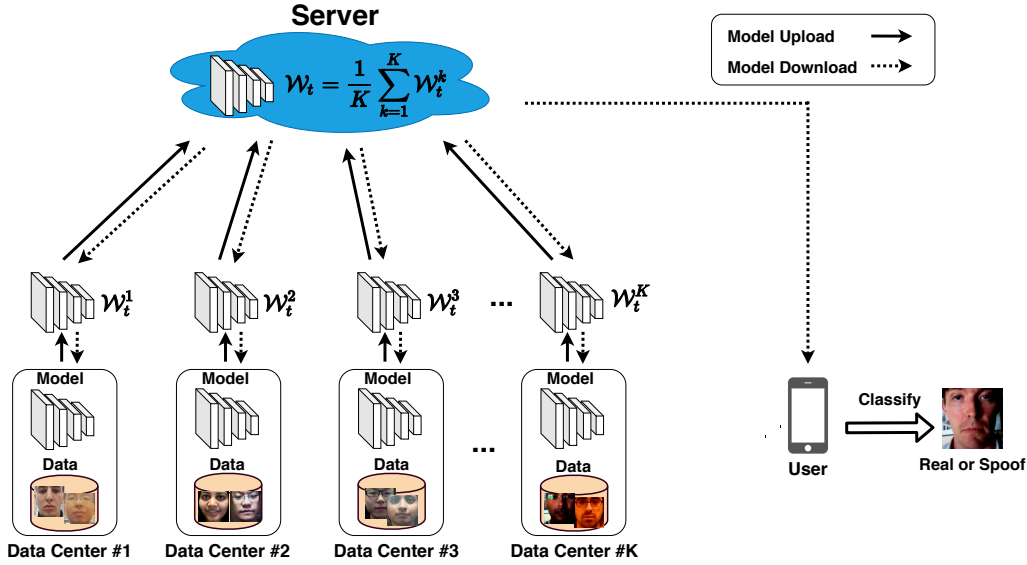 Server
𝒲_t = \frac{1}{K} \sum_{k=1}^{K} 𝒲_t^k
Model Upload
Model Download
𝒲_t^1
𝒲_t^2
𝒲_t^3
...
𝒲_t^K
Model
Model
Model
Model
...
Data
Data
Data
Data
Data Center #1
Data Center #2
Data Center #3
Data Center #K
User
Classify
Real or Spoof